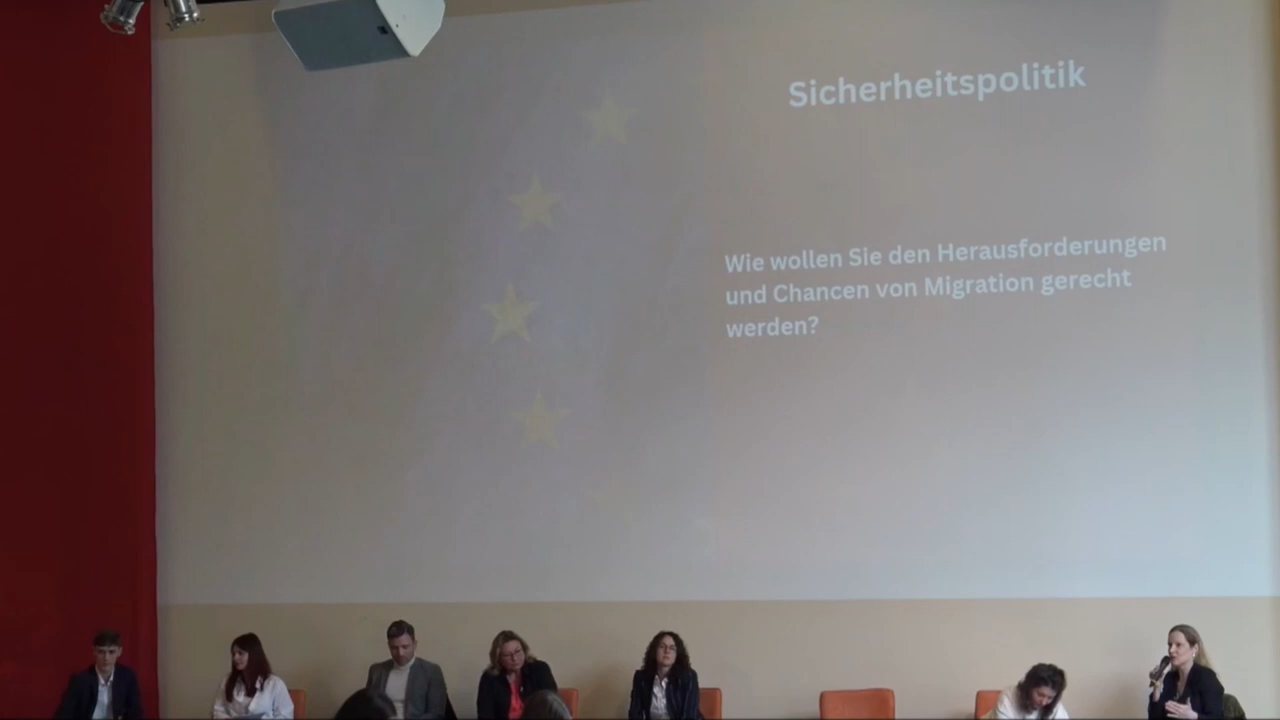 Sicherheitspolitik
Wie wollen Sie den Herausforderungen
und Chancen von Migration gerecht
werden?